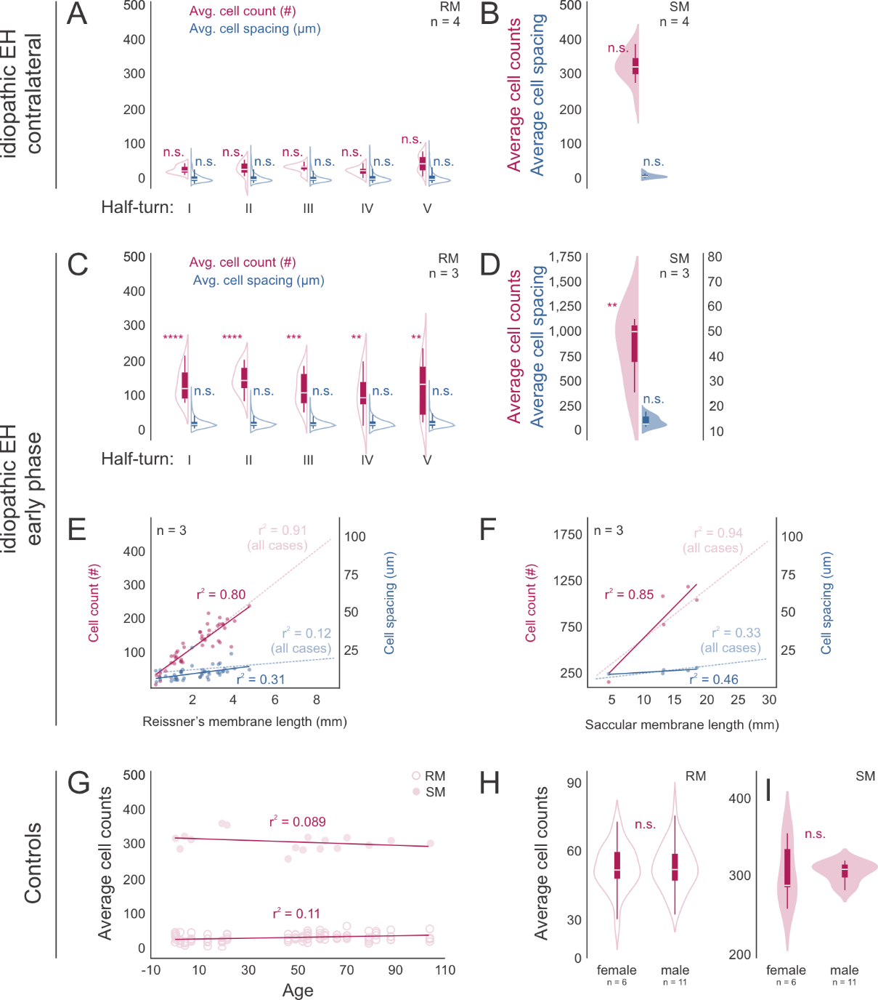 idiopathic EH
contralateral
A
500
400
300
200
100
0
Avg. cell count (#)
Avg. cell spacing (µm)
RM
n = 4
n.s.
n.s.
n.s.
n.s.
n.s.
n.s.
n.s.
n.s.
n.s.
n.s.
Half-turn: I II III IV V
B
Average cell counts
Average cell spacing
500
400
300
200
100
0
SM
n = 4
n.s.
n.s.
idiopathic EH
early phase
C
500
400
300
200
100
0
Avg. cell count (#)
Avg. cell spacing (µm)
RM
n = 3
**** **** *** ** **
n.s. n.s. n.s. n.s. n.s.
Half-turn: I II III IV V
D
Average cell counts
Average cell spacing
1,750
1,500
1,250
1,000
750
500
250
0
SM
n = 3
**
n.s.
80
70
60
50
40
30
20
10
E
Cell count (#)
400
300
200
100
n = 3
r² = 0.91
(all cases)
r² = 0.80
r² = 0.12
(all cases)
r² = 0.31
100
75
50
25
Cell spacing (um)
2 4 6 8
Reissner's membrane length (mm)
F
Cell count (#)
1750
1250
750
250
n = 3
r² = 0.94
(all cases)
r² = 0.85
r² = 0.33
(all cases)
r² = 0.46
100
75
50
25
Cell spacing (um)
5 10 15 20 25 30
Saccular membrane length (mm)
Controls
G
Average cell counts
500
400
300
200
100
0
RM
SM
r² = 0.089
r² = 0.11
-10 10 30 50 70 90 110
Age
H
Average cell counts
90
60
30
0
RM
n.s.
female male
n = 6 n = 11
I
400
300
200
SM
n.s.
female male
n = 6 n = 11